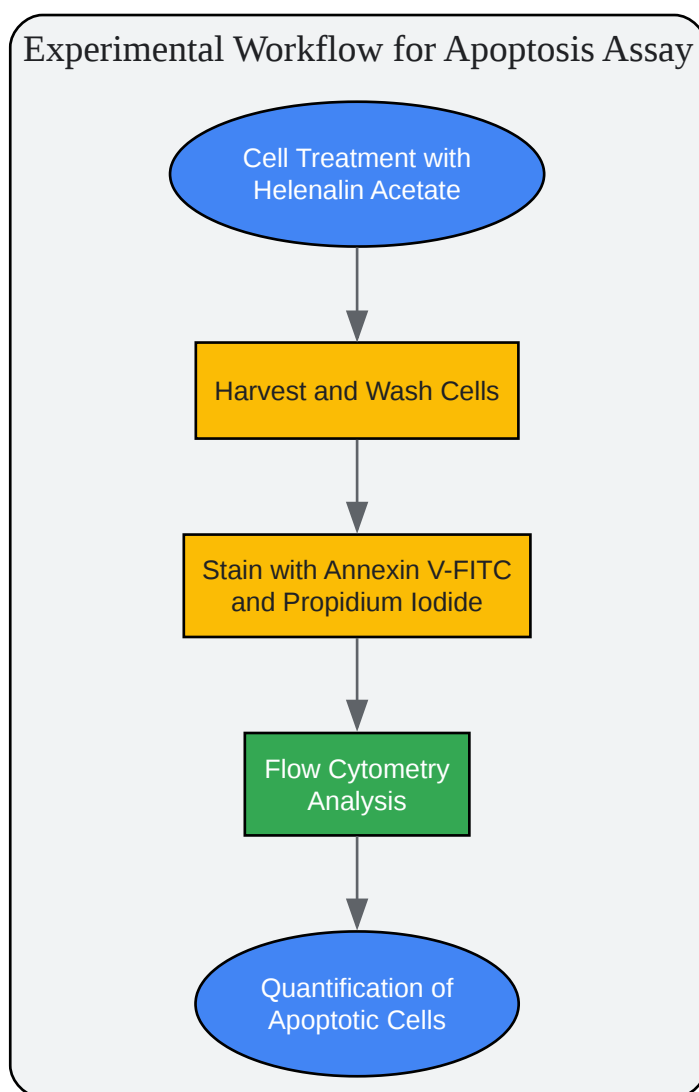 Experimental Workflow for Apoptosis Assay
Cell Treatment with
Helenalin Acetate
Harvest and Wash Cells
Stain with Annexin V-FITC
and Propidium Iodide
Flow Cytometry
Analysis
Quantification of
Apoptotic Cells